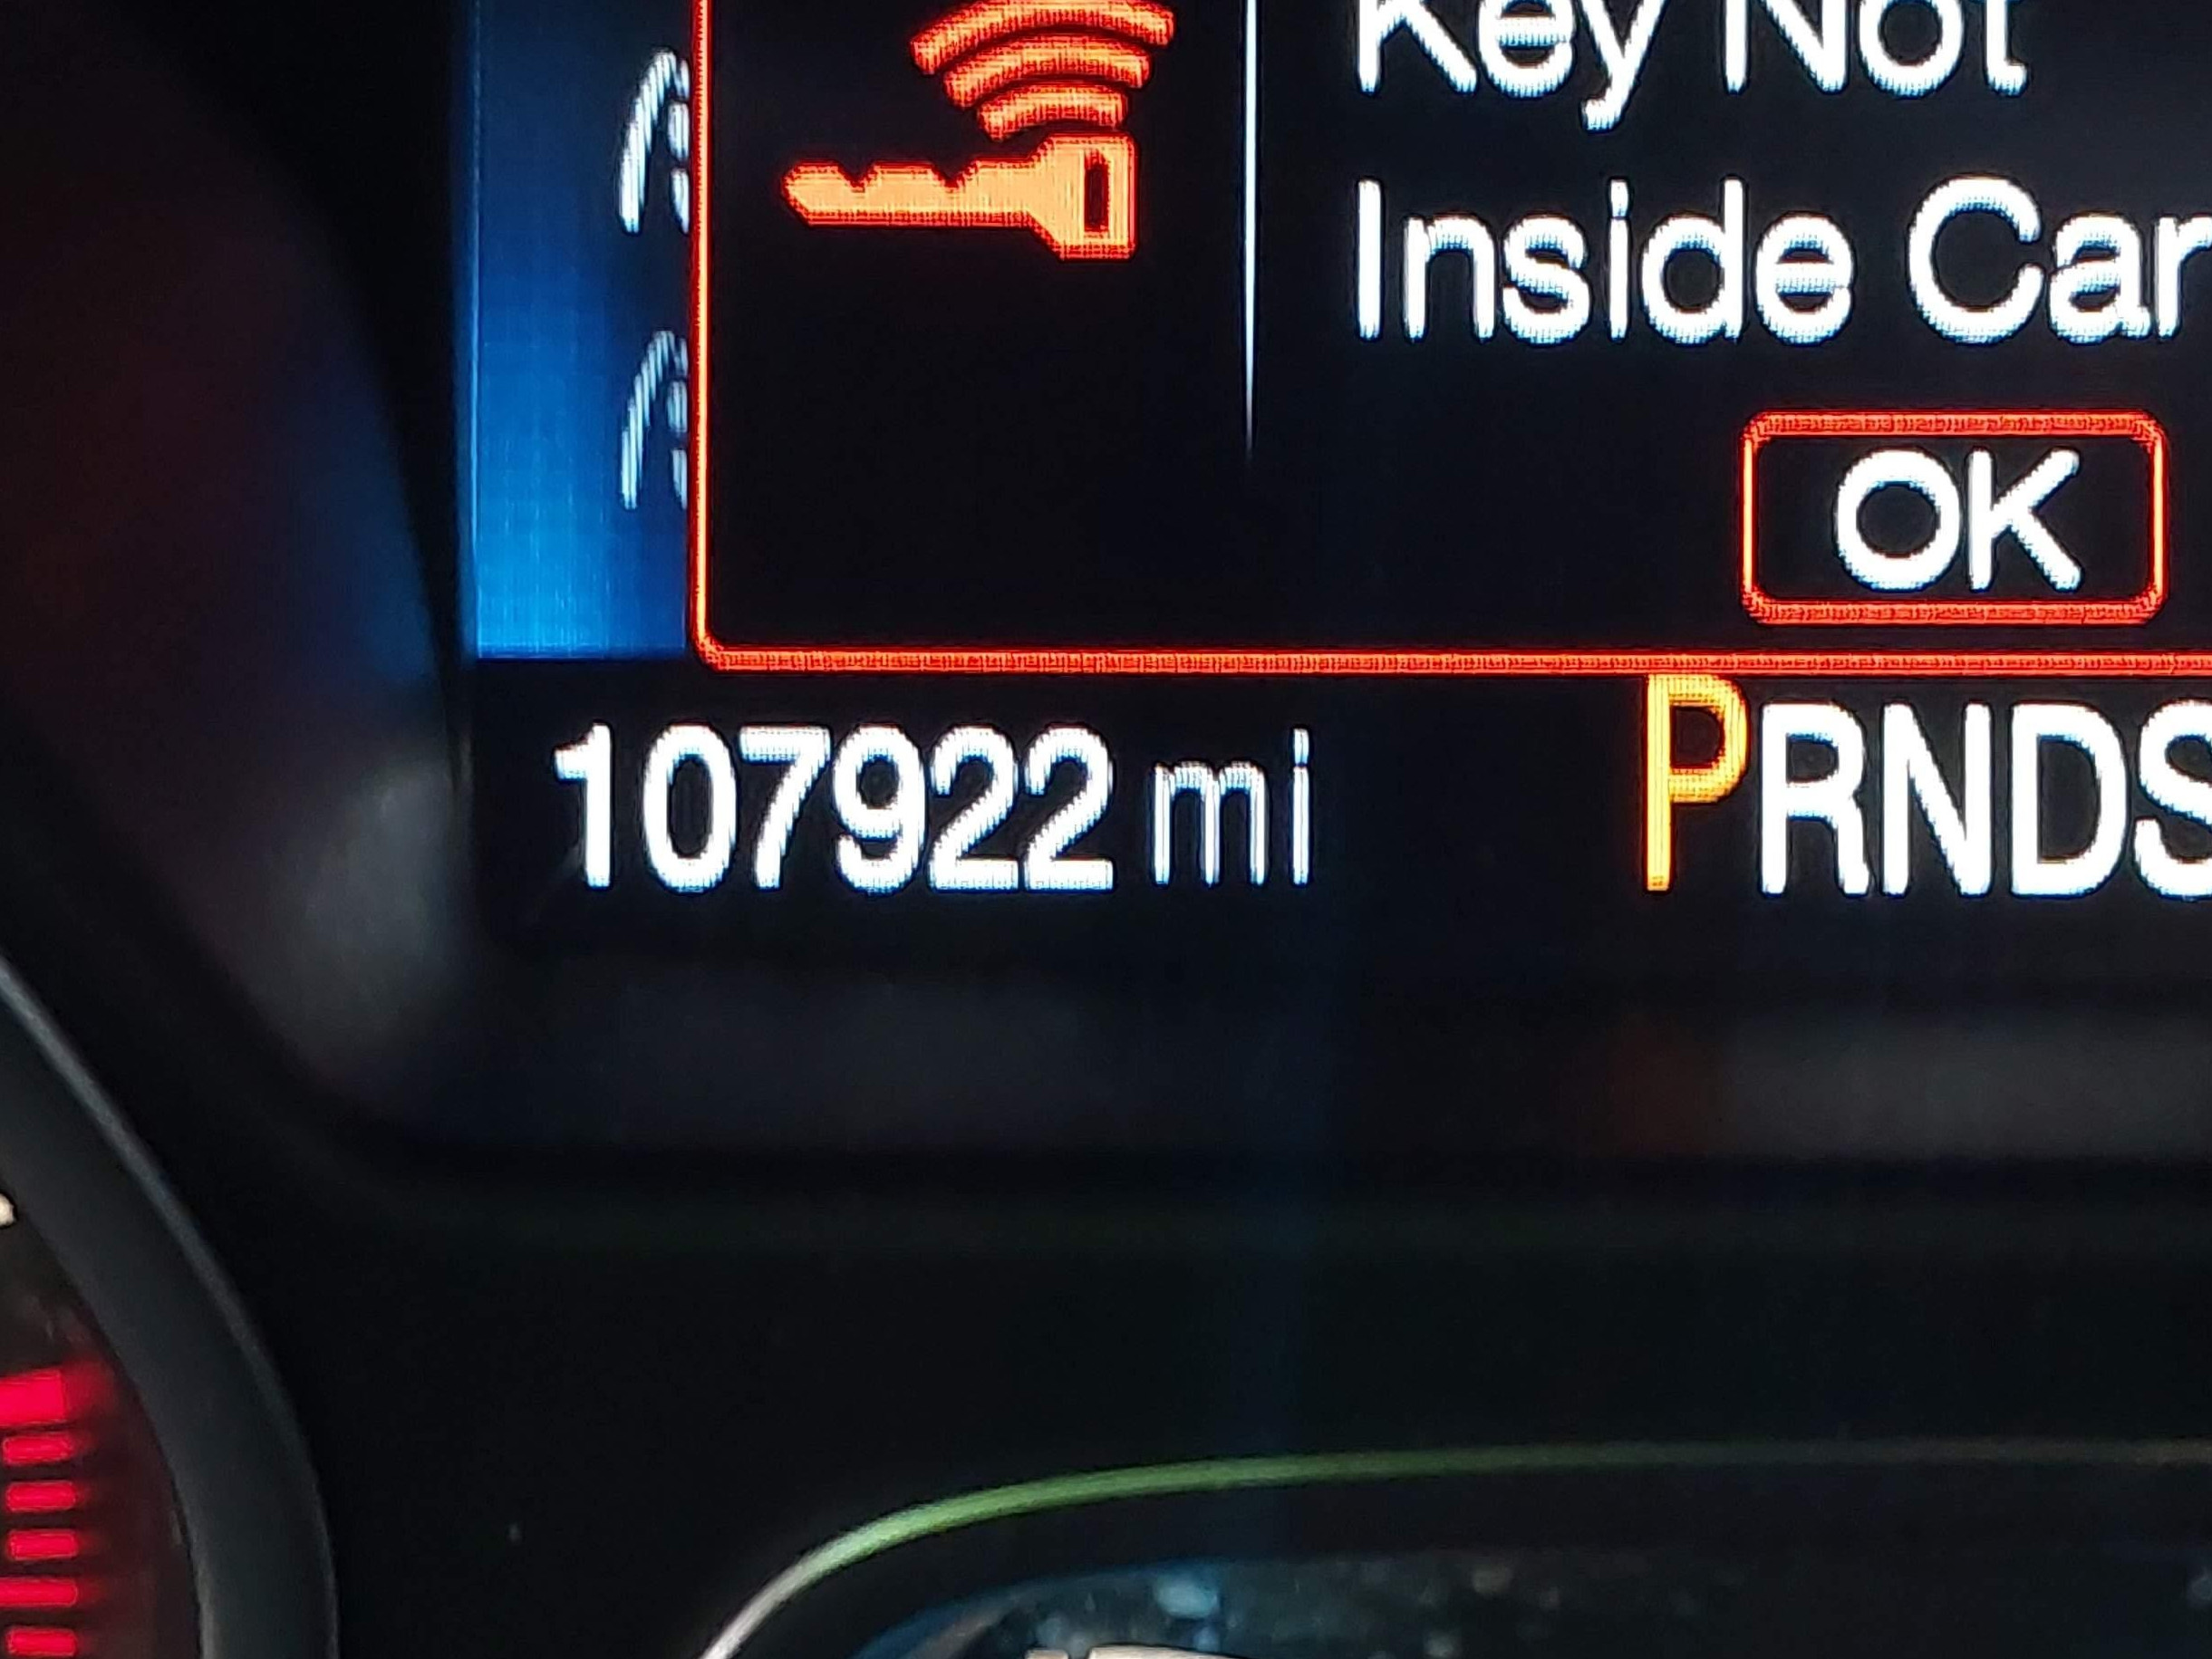 Key Not
Inside Car
OK
107922 mi
PRNDS